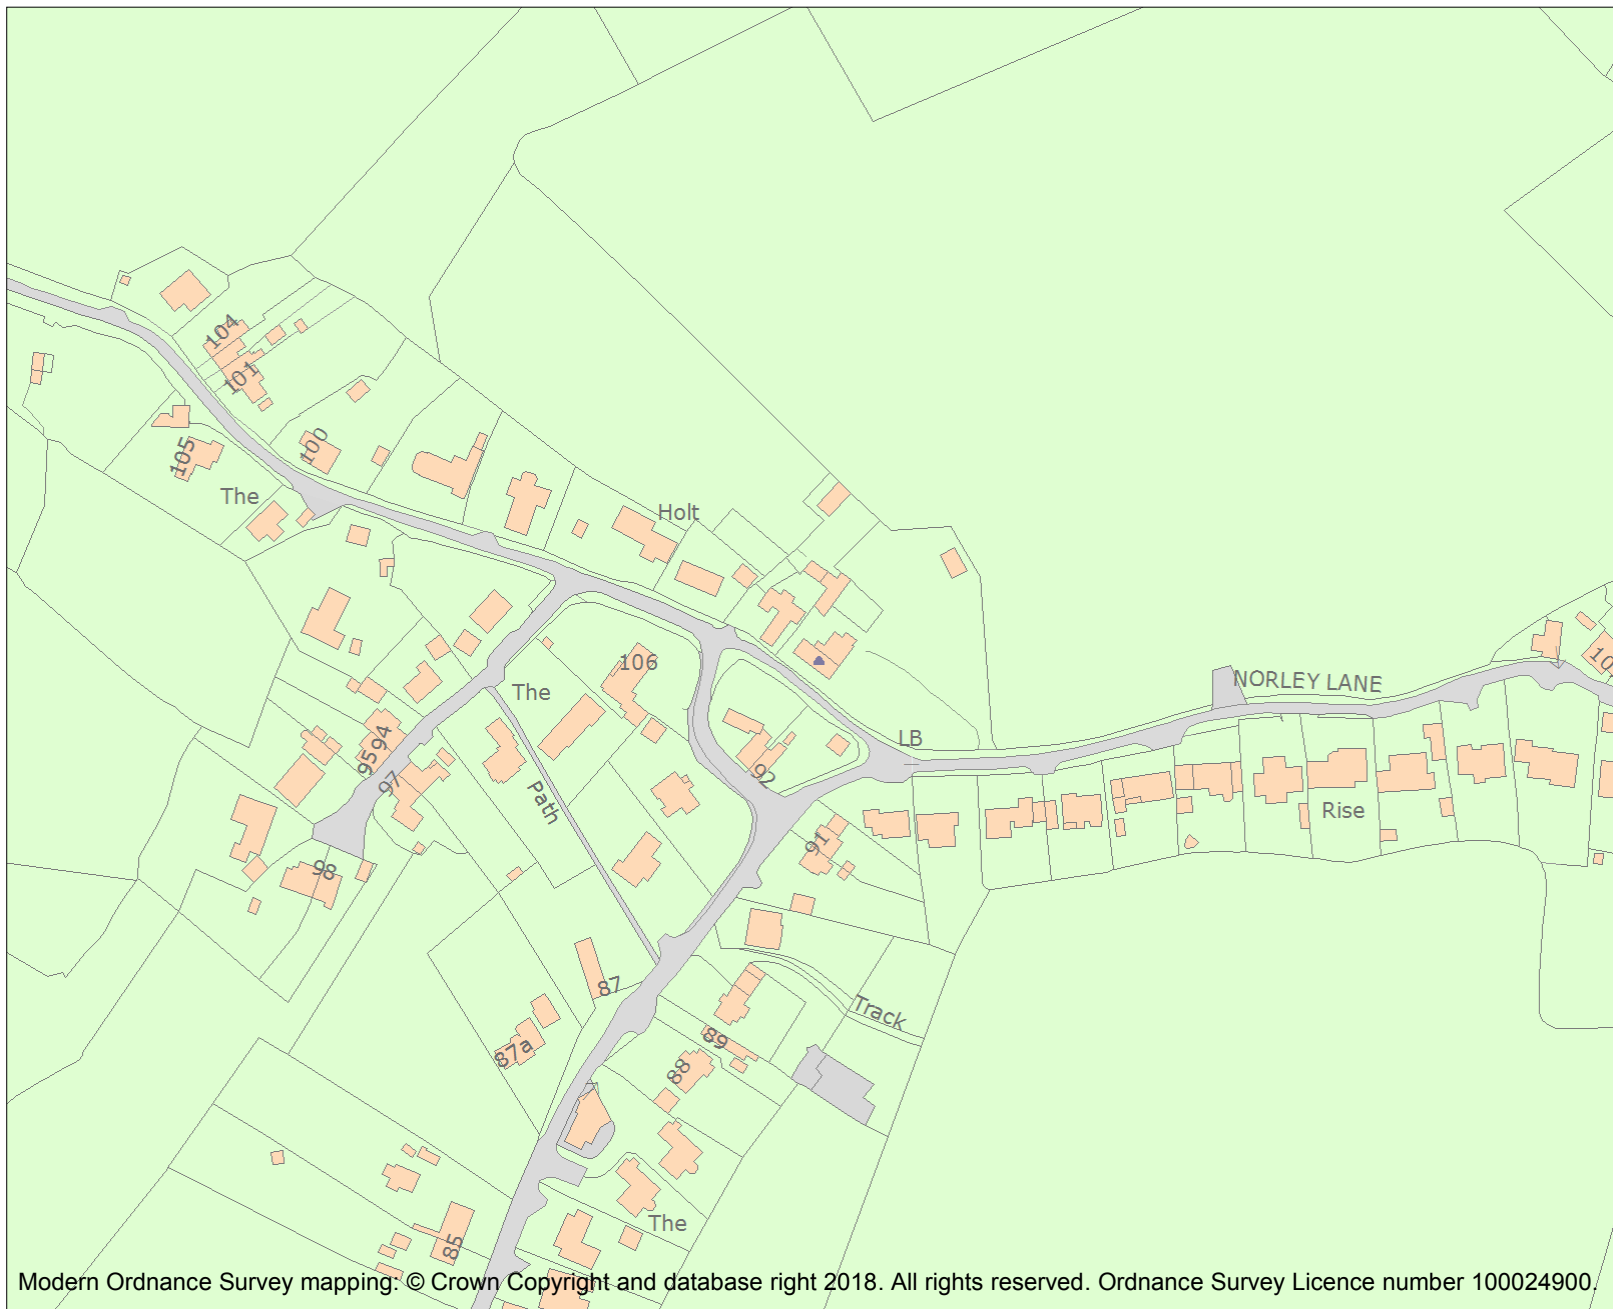 104
101
100
105
The
Holt
106
The
NORLEY LANE
LB
94
95
97
92
Path
Rise
91
98
87
Track
87a
89
88
The
85
Modern Ordnance Survey mapping: © Crown Copyright and database right 2018. All rights reserved. Ordnance Survey Licence number 100024900.